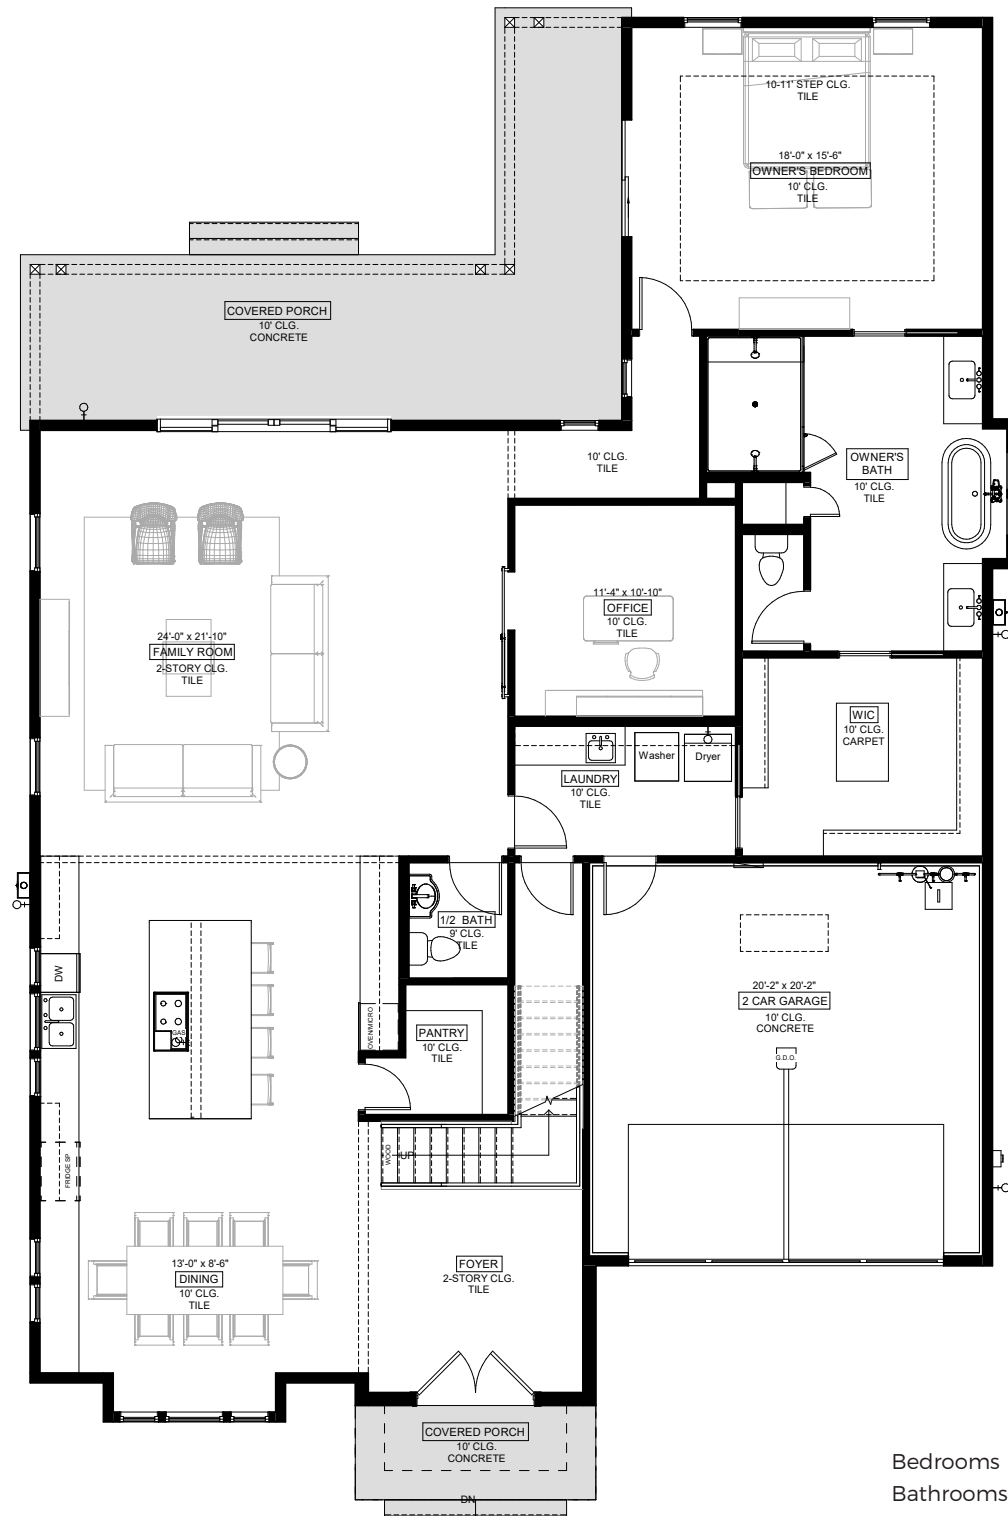 10-11' STEP CLG.
TILE
18'-0" x 15'-6"
OWNER'S BEDROOM
10' CLG.
TILE
COVERED PORCH
10' CLG.
CONCRETE
10' CLG.
TILE
OWNER'S
BATH
10' CLG.
TILE
11'-4" x 10'-10"
OFFICE
10' CLG.
TILE
24'-0" x 21'-10"
FAMILY ROOM
2-STORY CLG.
TILE
WIC
10' CLG.
CARPET
Washer
Dryer
LAUNDRY
10' CLG.
TILE
1/2 BATH
9' CLG.
TILE
DW
GAS
OVEN/MICRO
PANTRY
10' CLG.
TILE
20'-2" x 20'-2"
2 CAR GARAGE
10' CLG.
CONCRETE
G.D.O.
WOOD
UP
FRIDGE SP
13'-0" x 8'-6"
DINING
10' CLG.
TILE
FOYER
2-STORY CLG.
TILE
COVERED PORCH
10' CLG.
CONCRETE
DN
Bedrooms
Bathrooms